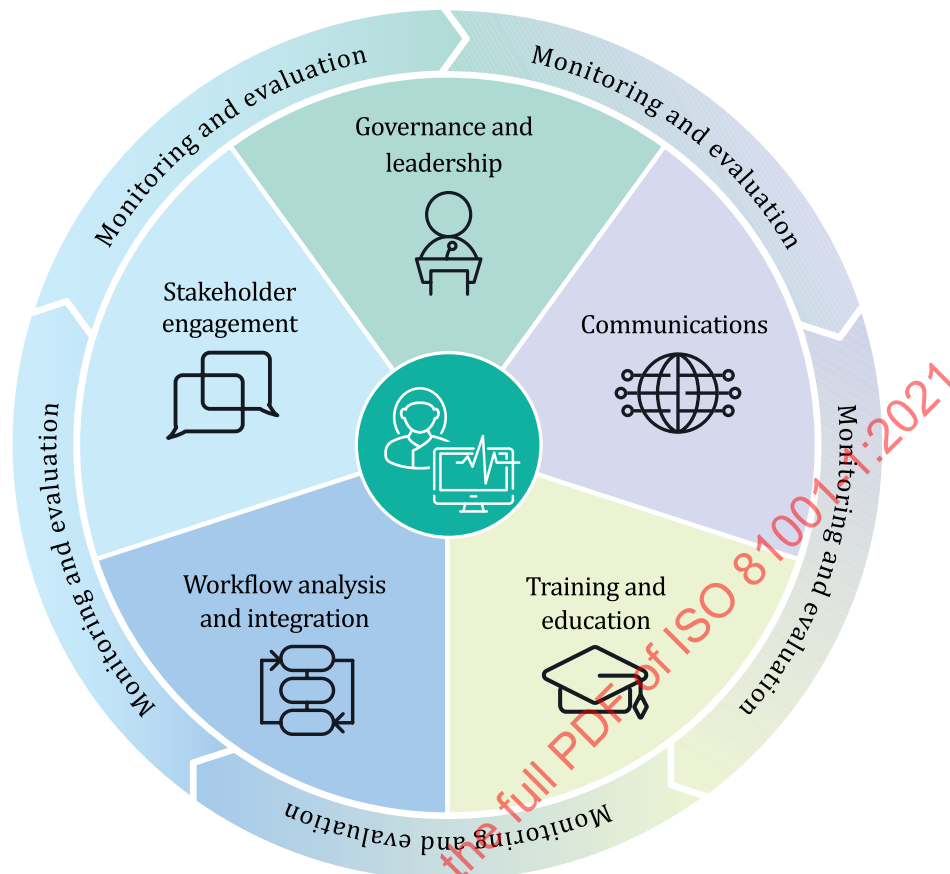 Monitoring and evaluation
Monitoring and evaluation
Governance and
leadership
Stakeholder
engagement
Communications
Monitoring and evaluation
Monitoring and evaluation
Workflow analysis
and integration
Training and
education
Monitoring and evaluation
the full PDF of ISO 81001-1:2021